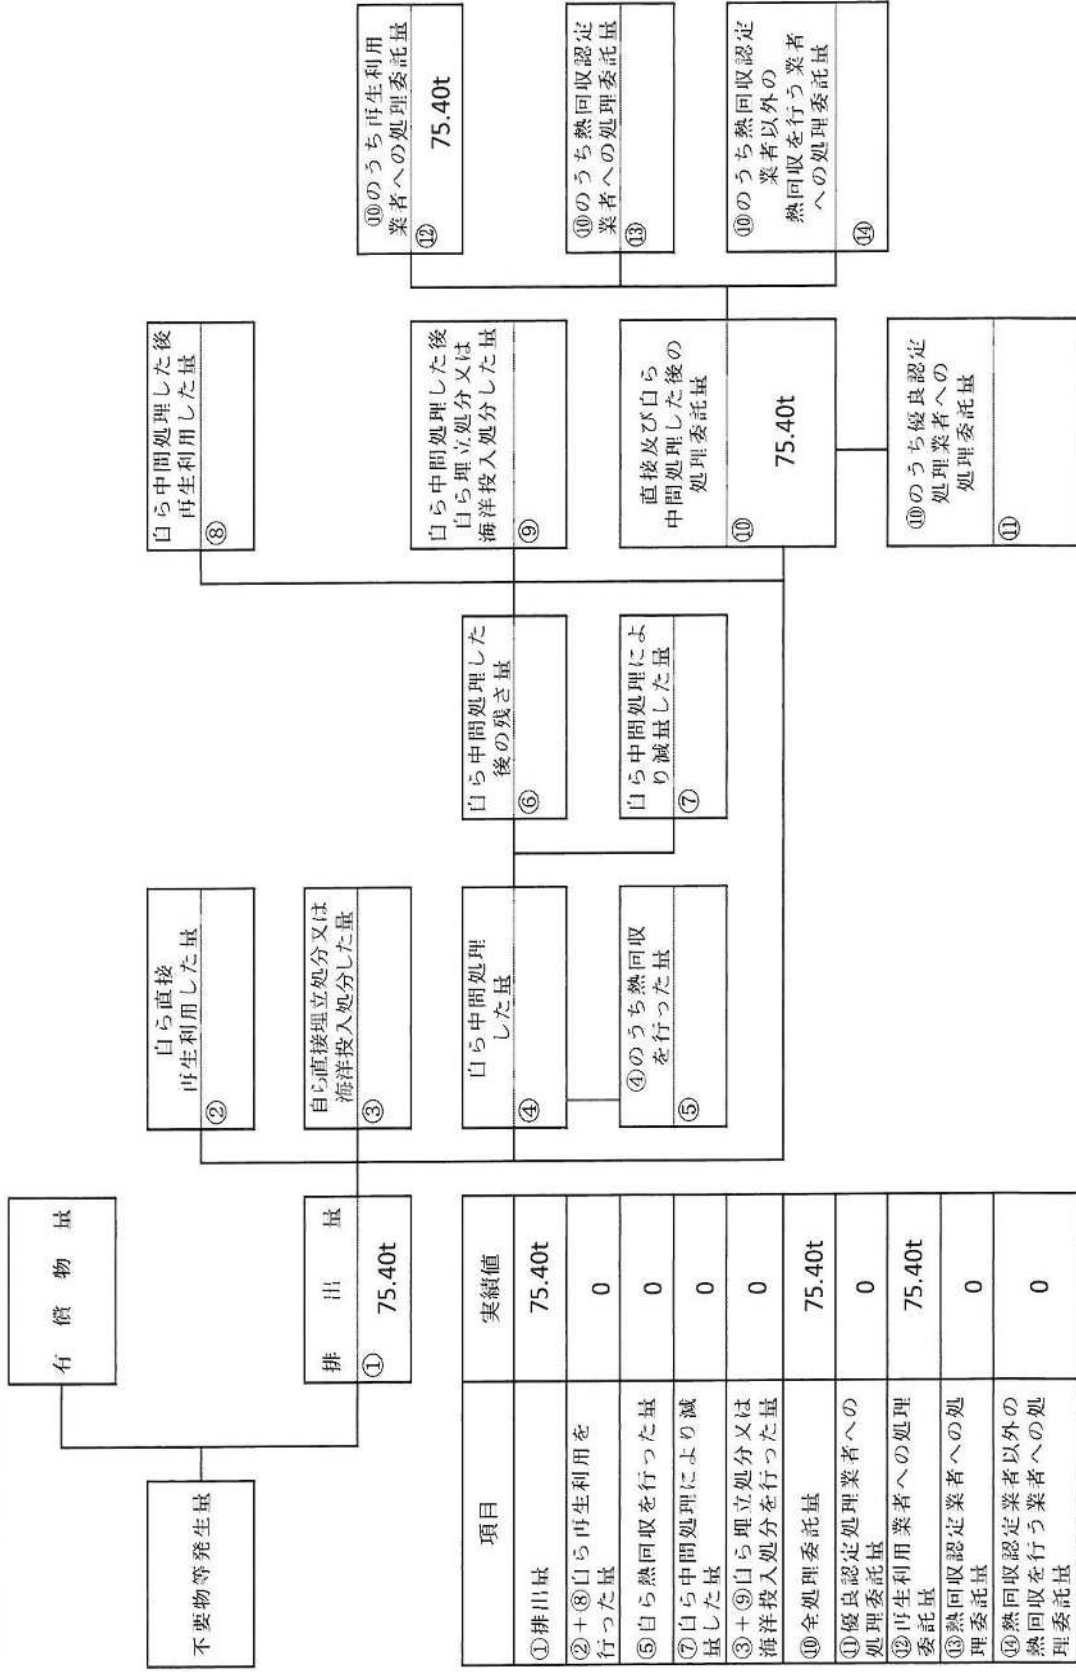 不要物等発生量
有償物量
排出量
① 75.40t
自ら直接
再生利用した量
②
自ら直接埋立処分又は
海洋投入処分した量
③
自ら中間処理
した量
④
④のうち熱回収
を行った量
⑤
自ら中間処理した
後の残さ量
⑥
自ら中間処理によ
り減量した量
⑦
自ら中間処理した後
再生利用した量
⑧
自ら中間処理した後
自ら埋立処分又は
海洋投入処分した量
⑨
直接及び自ら
中間処理した後の
処理委託量
⑩
75.40t
⑩のうち優良認定
処理業者への
処理委託量
⑪
⑩のうち再生利用
業者への処理委託量
⑫ 75.40t
⑩のうち熱回収認定
業者への処理委託量
⑬
⑩のうち熱回収認定
業者以外の
熱回収を行う業者
への処理委託量
⑭
項目 実績値
①排出量 75.40t
②+⑧自ら再生利用を
行った量 0
⑤自ら熱回収を行った量 0
⑦自ら中間処理により減
量した量 0
③+⑨自ら埋立処分又は
海洋投入処分を行った量 0
⑩全処理委託量 75.40t
⑪優良認定処理業者への
処理委託量 0
⑫再生利用業者への処理
委託量 75.40t
⑬熱回収認定業者への処
理委託量 0
⑭熱回収認定業者以外の
熱回収を行う業者への処
理委託量 0